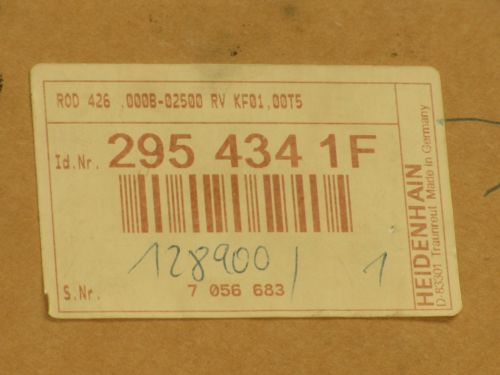 ROD 426 .000B-02500 RV KF01,00T5
Id.Nr. 295 434 1F
128900/ 1
S.Nr. 7 056 683
HEIDENHAIN
D-83301 Traunreut Made in Germany